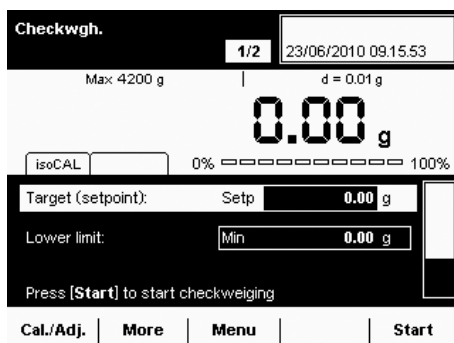 Checkwgh.
1/2 23/06/2010 09.15.53
Max 4200 g d = 0.01 g
0.00 g
isoCAL 0% 100%
Target (setpoint): Setp 0.00 g
Lower limit: Min 0.00 g
Press [Start] to start checkweiging
Cal./Adj. More Menu Start